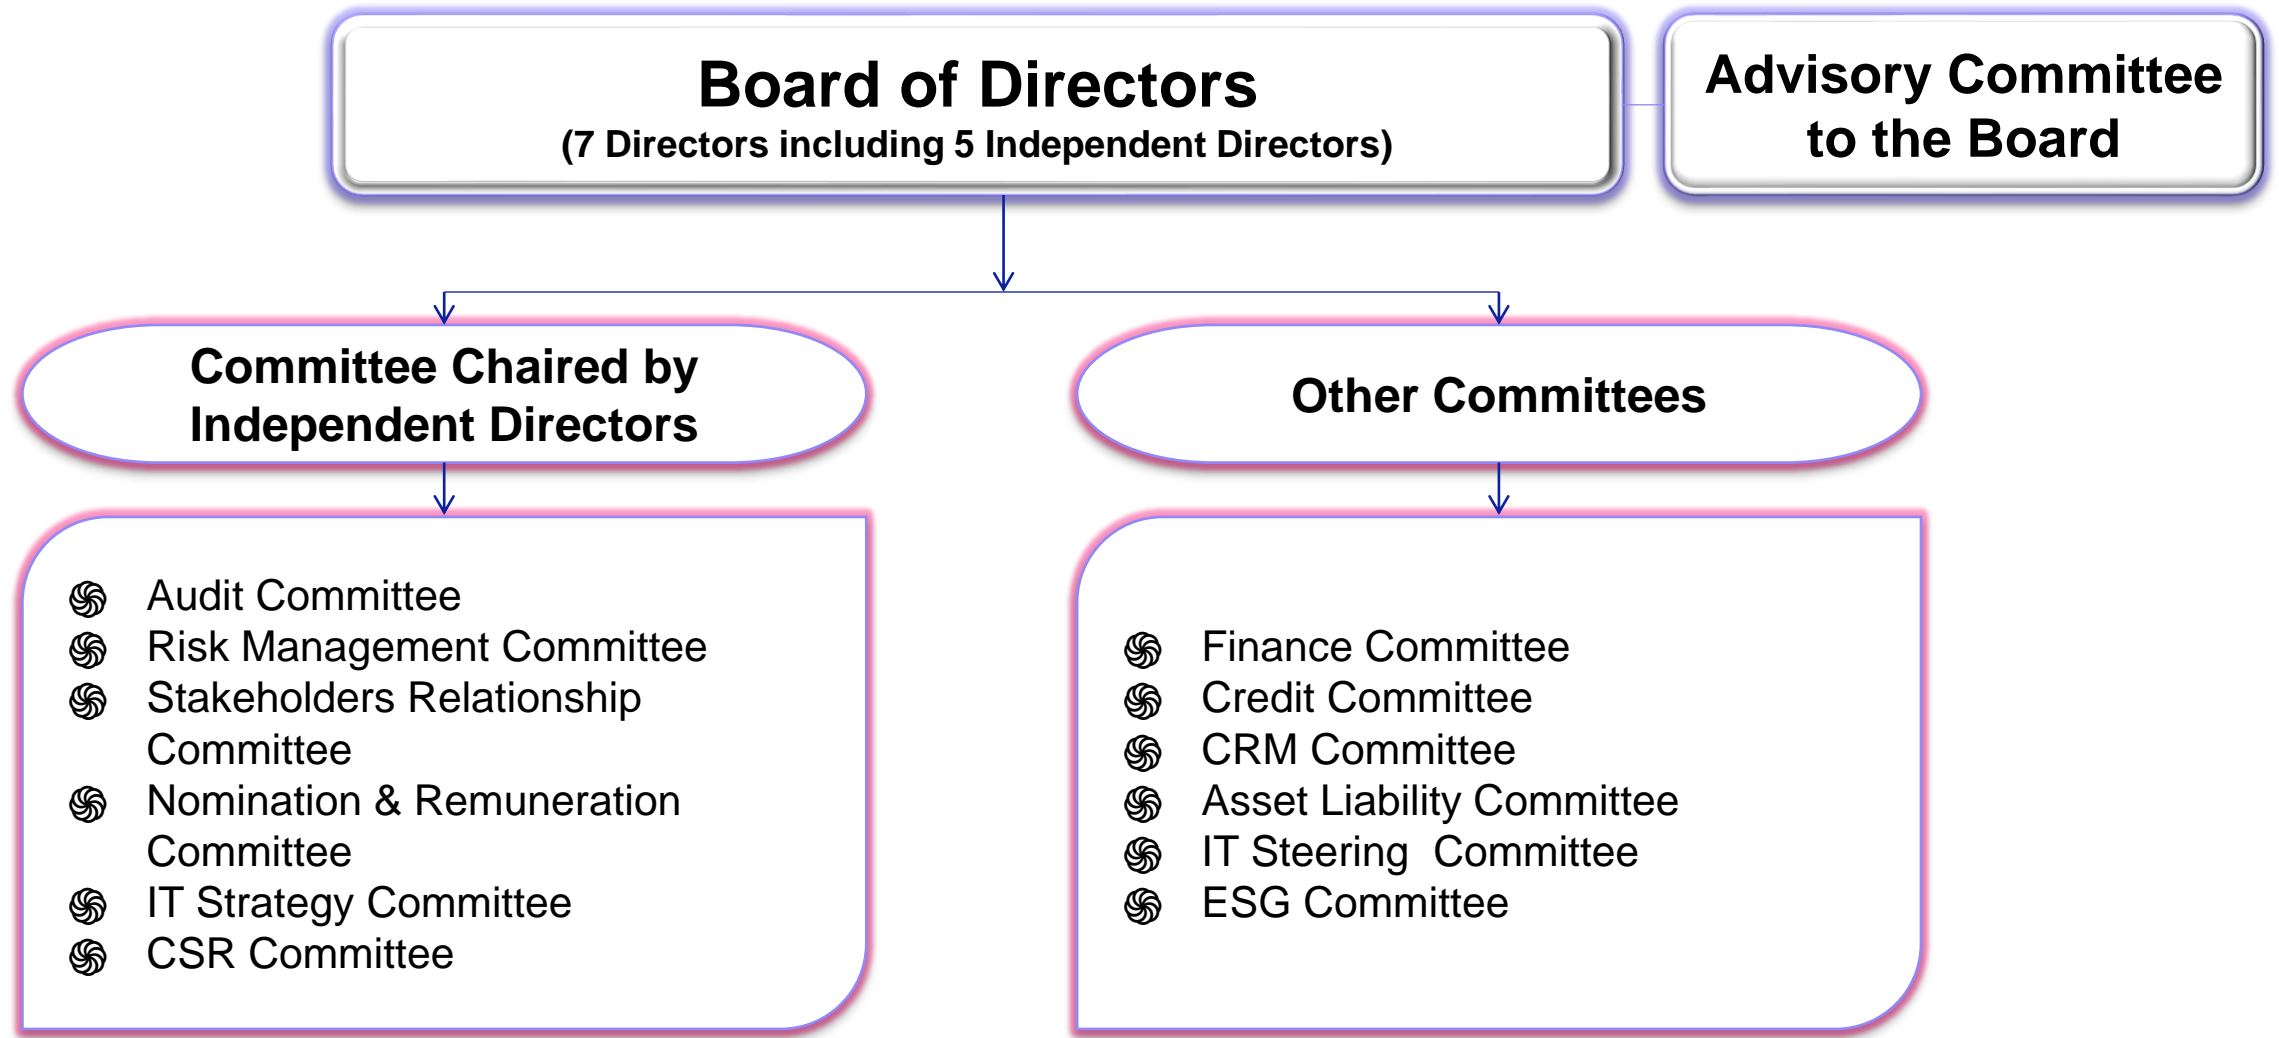 Board of Directors
(7 Directors including 5 Independent Directors)
Advisory Committee
to the Board
Committee Chaired by
Independent Directors
Other Committees
Audit Committee
Risk Management Committee
Stakeholders Relationship
Committee
Nomination & Remuneration
Committee
IT Strategy Committee
CSR Committee
Finance Committee
Credit Committee
CRM Committee
Asset Liability Committee
IT Steering  Committee
ESG Committee